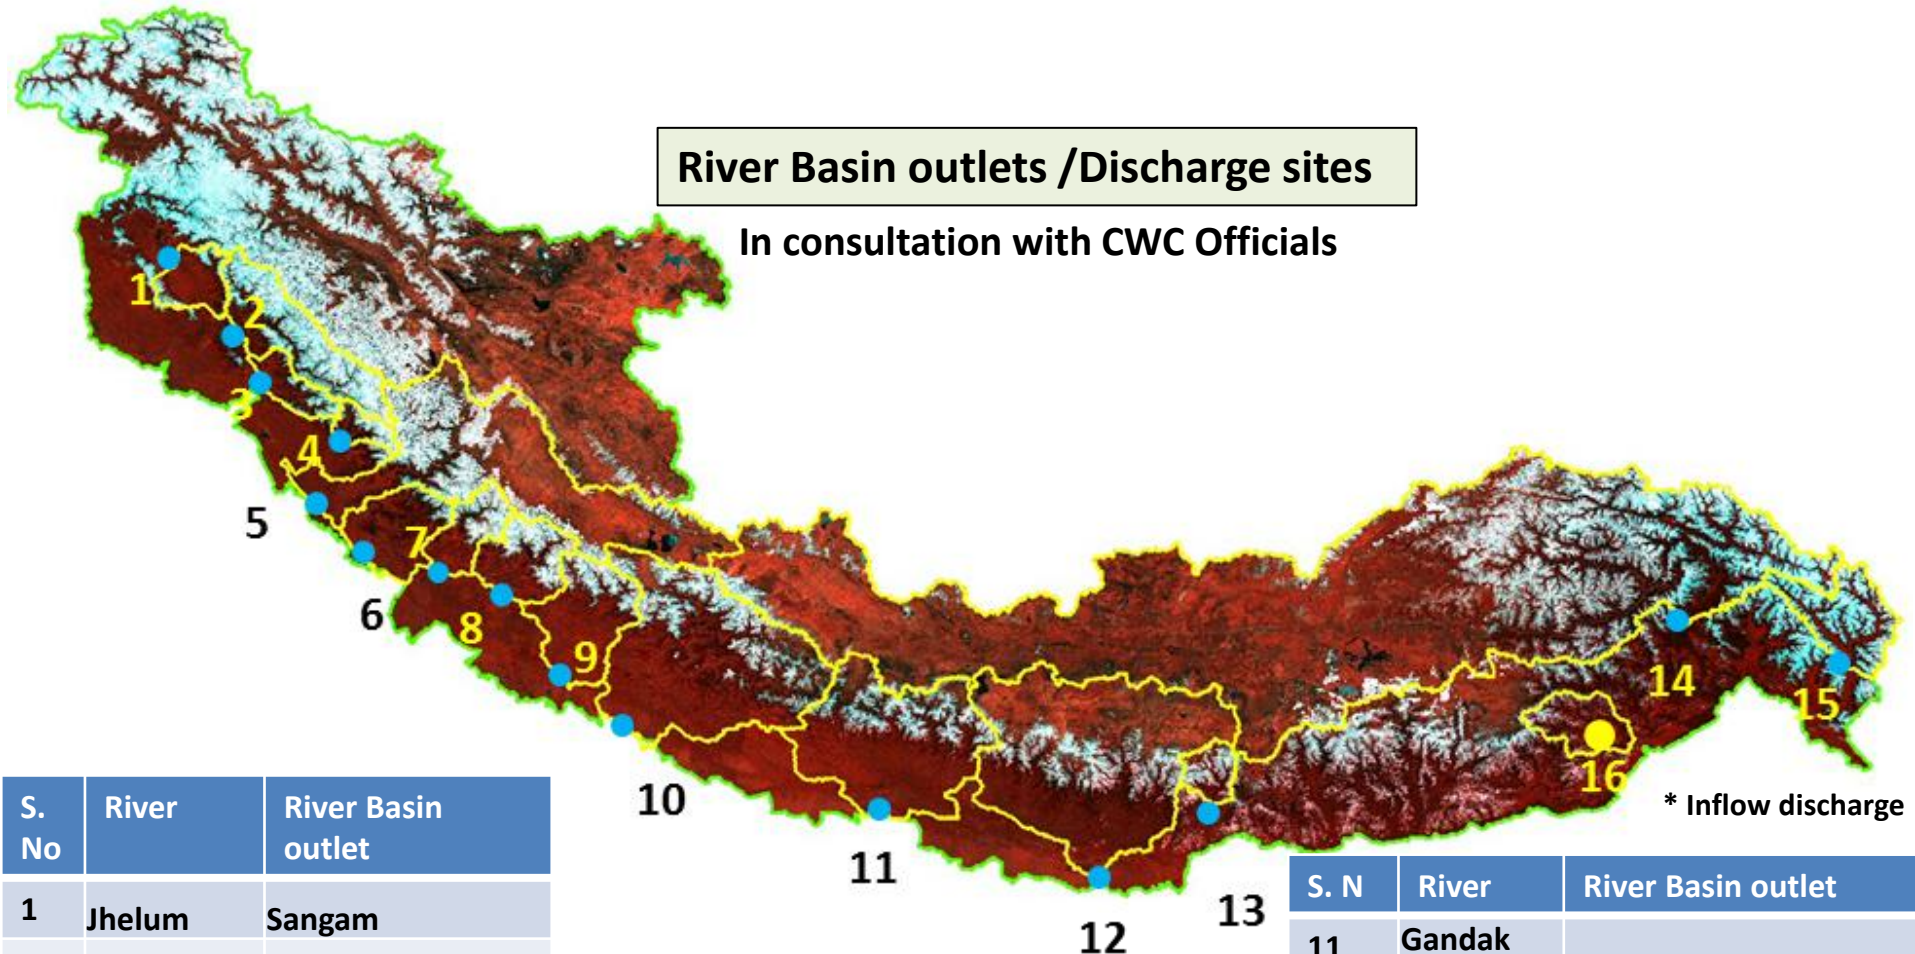 River Basin outlets /Discharge sites
In consultation with CWC Officials
1
2
3
4
5
6
7
8
9
10
11
12
13
14
15
16
* Inflow discharge
S. No River River Basin outlet
1 Jhelum Sangam
S. N River River Basin outlet
11 Gandak